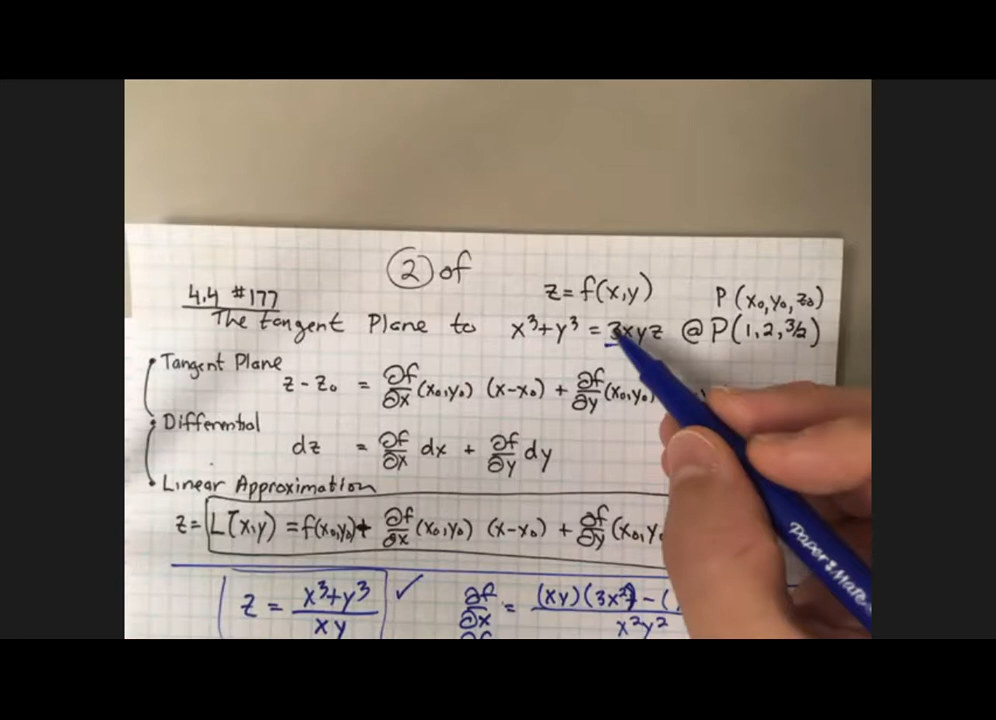 ② of
z = f(x,y) P(x₀,y₀,z₀)
4.4 #177
The tangent Plane to x³+y³ = 3xyz @ P(1,2,3/2)
Tangent Plane
z - z₀ = ∂f/∂x (x₀,y₀) (x-x₀) + ∂f/∂y (x₀,y₀)
Differential
dz = ∂f/∂x dx + ∂f/∂y dy
Linear Approximation
z = L(x,y) = f(x₀,y₀) + ∂f/∂x (x₀,y₀) (x-x₀) + ∂f/∂y (x₀,y₀
z = x³+y³/xy ✓ ∂f/∂x = (xy)(3x²) - (/x²y²
∂f
Paper Mate